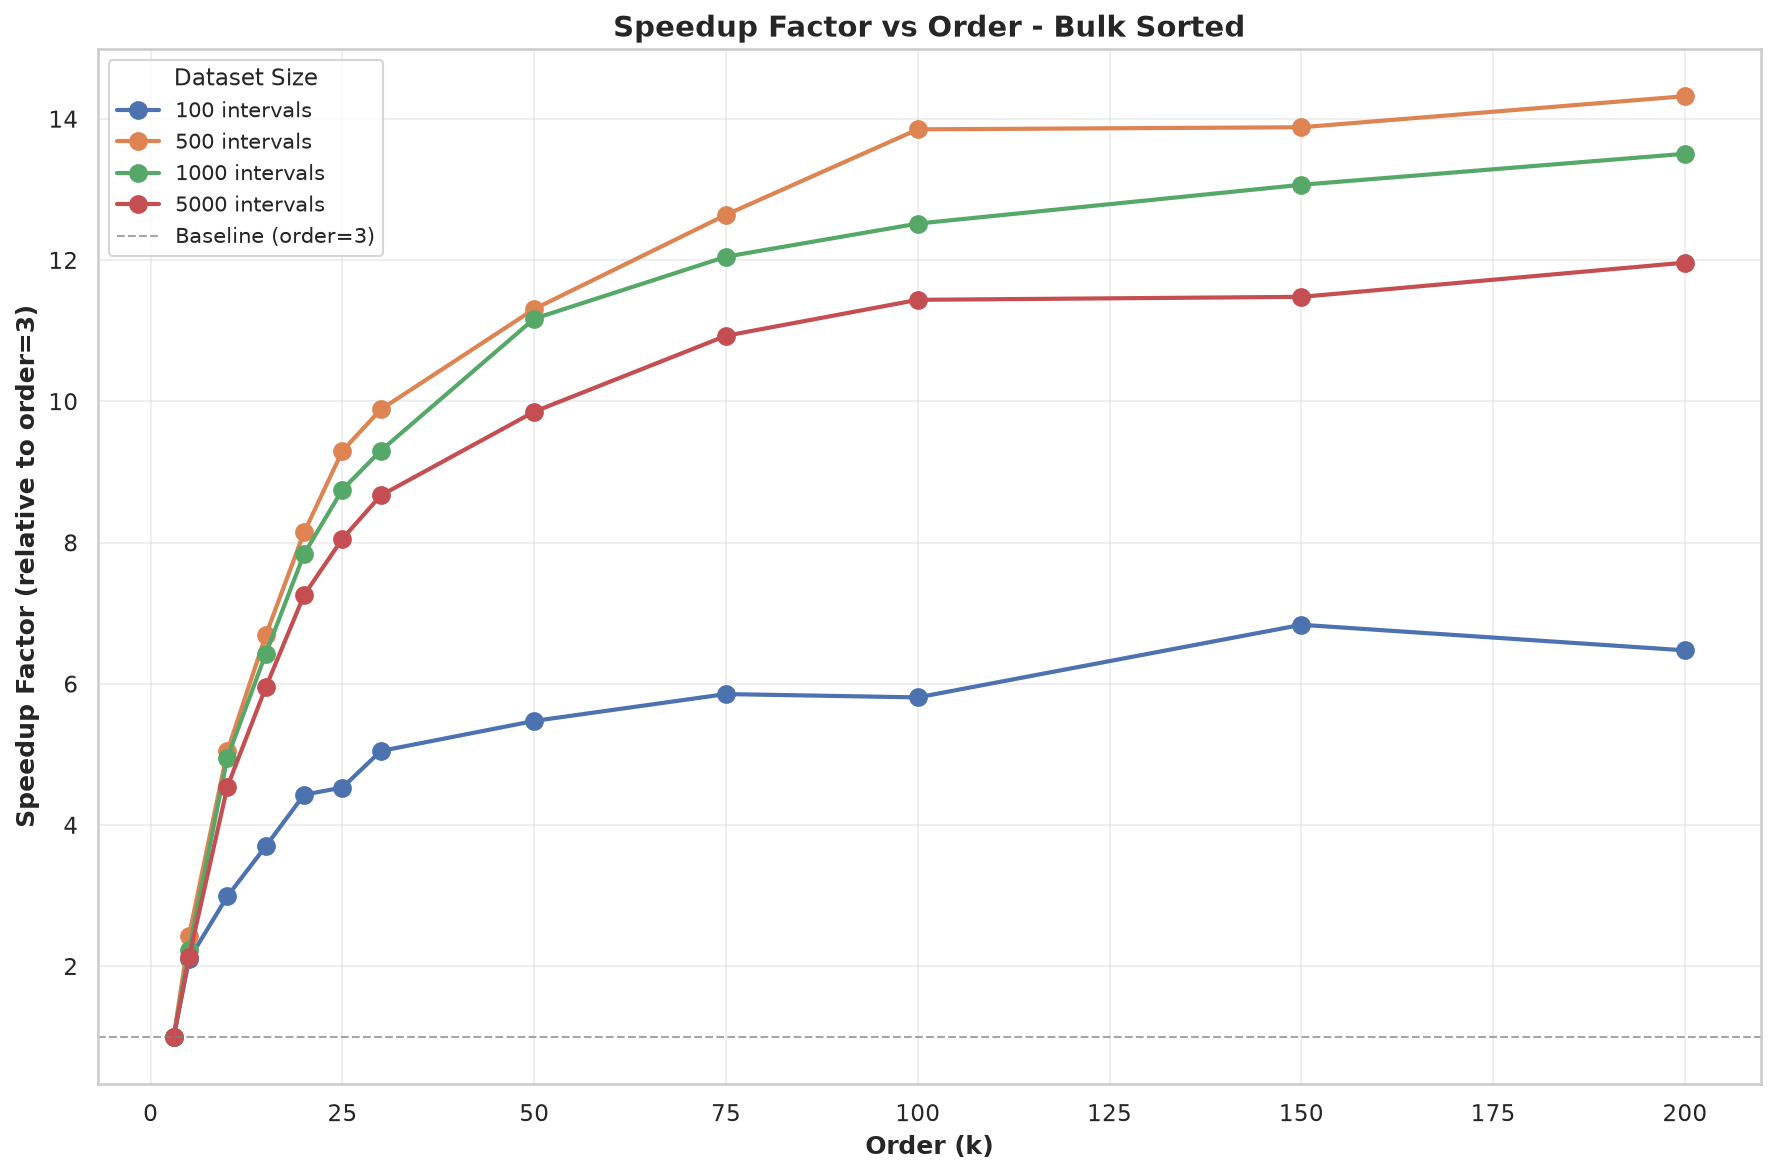 Speedup Factor vs Order - Bulk Sorted
Dataset Size
100 intervals
500 intervals
1000 intervals
5000 intervals
Baseline (order=3)
Speedup Factor (relative to order=3)
14
12
10
8
6
4
2
0 25 50 75 100 125 150 175 200
Order (k)